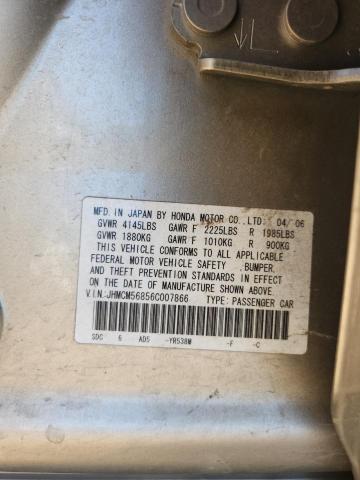 MFD. IN JAPAN BY HONDA MOTOR CO.,LTD. 04/06
GVWR 4145LBS GAWR F 2225LBS R 1985LBS
GVWR 1880KG GAWR F 1010KG R 900KG
THIS VEHICLE CONFORMS TO ALL APPLICABLE
FEDERAL MOTOR VEHICLE SAFETY ,BUMPER,
AND THEFT PREVENTION STANDARDS IN EFFECT
ON THE DATE OF MANUFACTURE SHOWN ABOVE.
V.I.N.:JHMCM56856C007866 TYPE: PASSENGER CAR
SDC 6 AD5 -YR538M -F -C